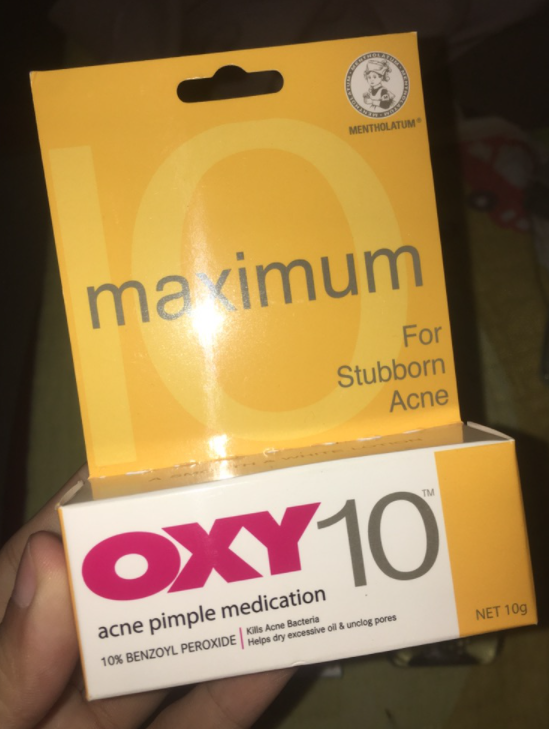 MENTHOLATUM®
10
maximum
For
Stubborn
Acne
OXY10™
acne pimple medication
10% BENZOYL PEROXIDE
Kills Acne Bacteria
Helps dry excessive oil & unclog pores
NET 10g